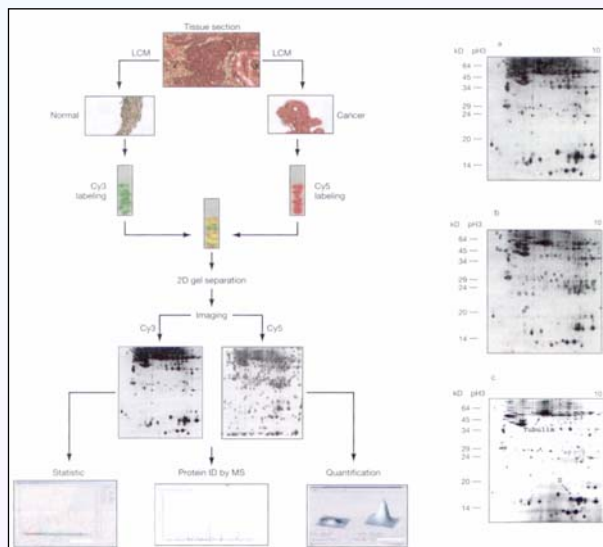 Tissue section
LCM
LCM
Normal
Cancer
Cy3
labeling
Cy5
labeling
2D gel separation
Imaging
Cy3
Cy5
Statistic
Protein ID by MS
Quantification
a
kD pH3 10
64
45
34
29
24
20
14
b
kD pH3 10
64
45
34
29
24
20
14
c
kD pH3 10
64
45
34
29
24
20
14
Tubulin